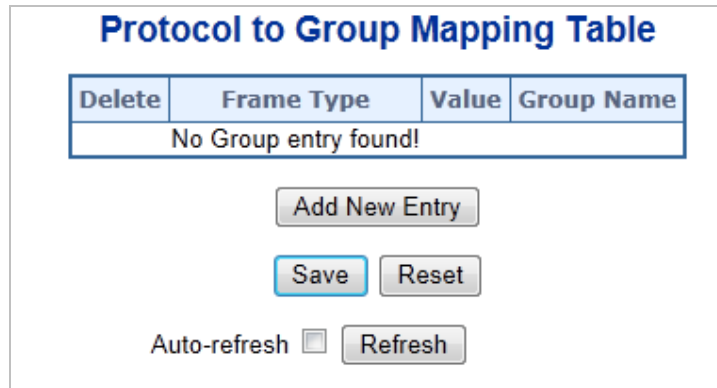 Protocol to Group Mapping Table
Delete Frame Type Value Group Name
No Group entry found!
Add New Entry
Save Reset
Auto-refresh Refresh